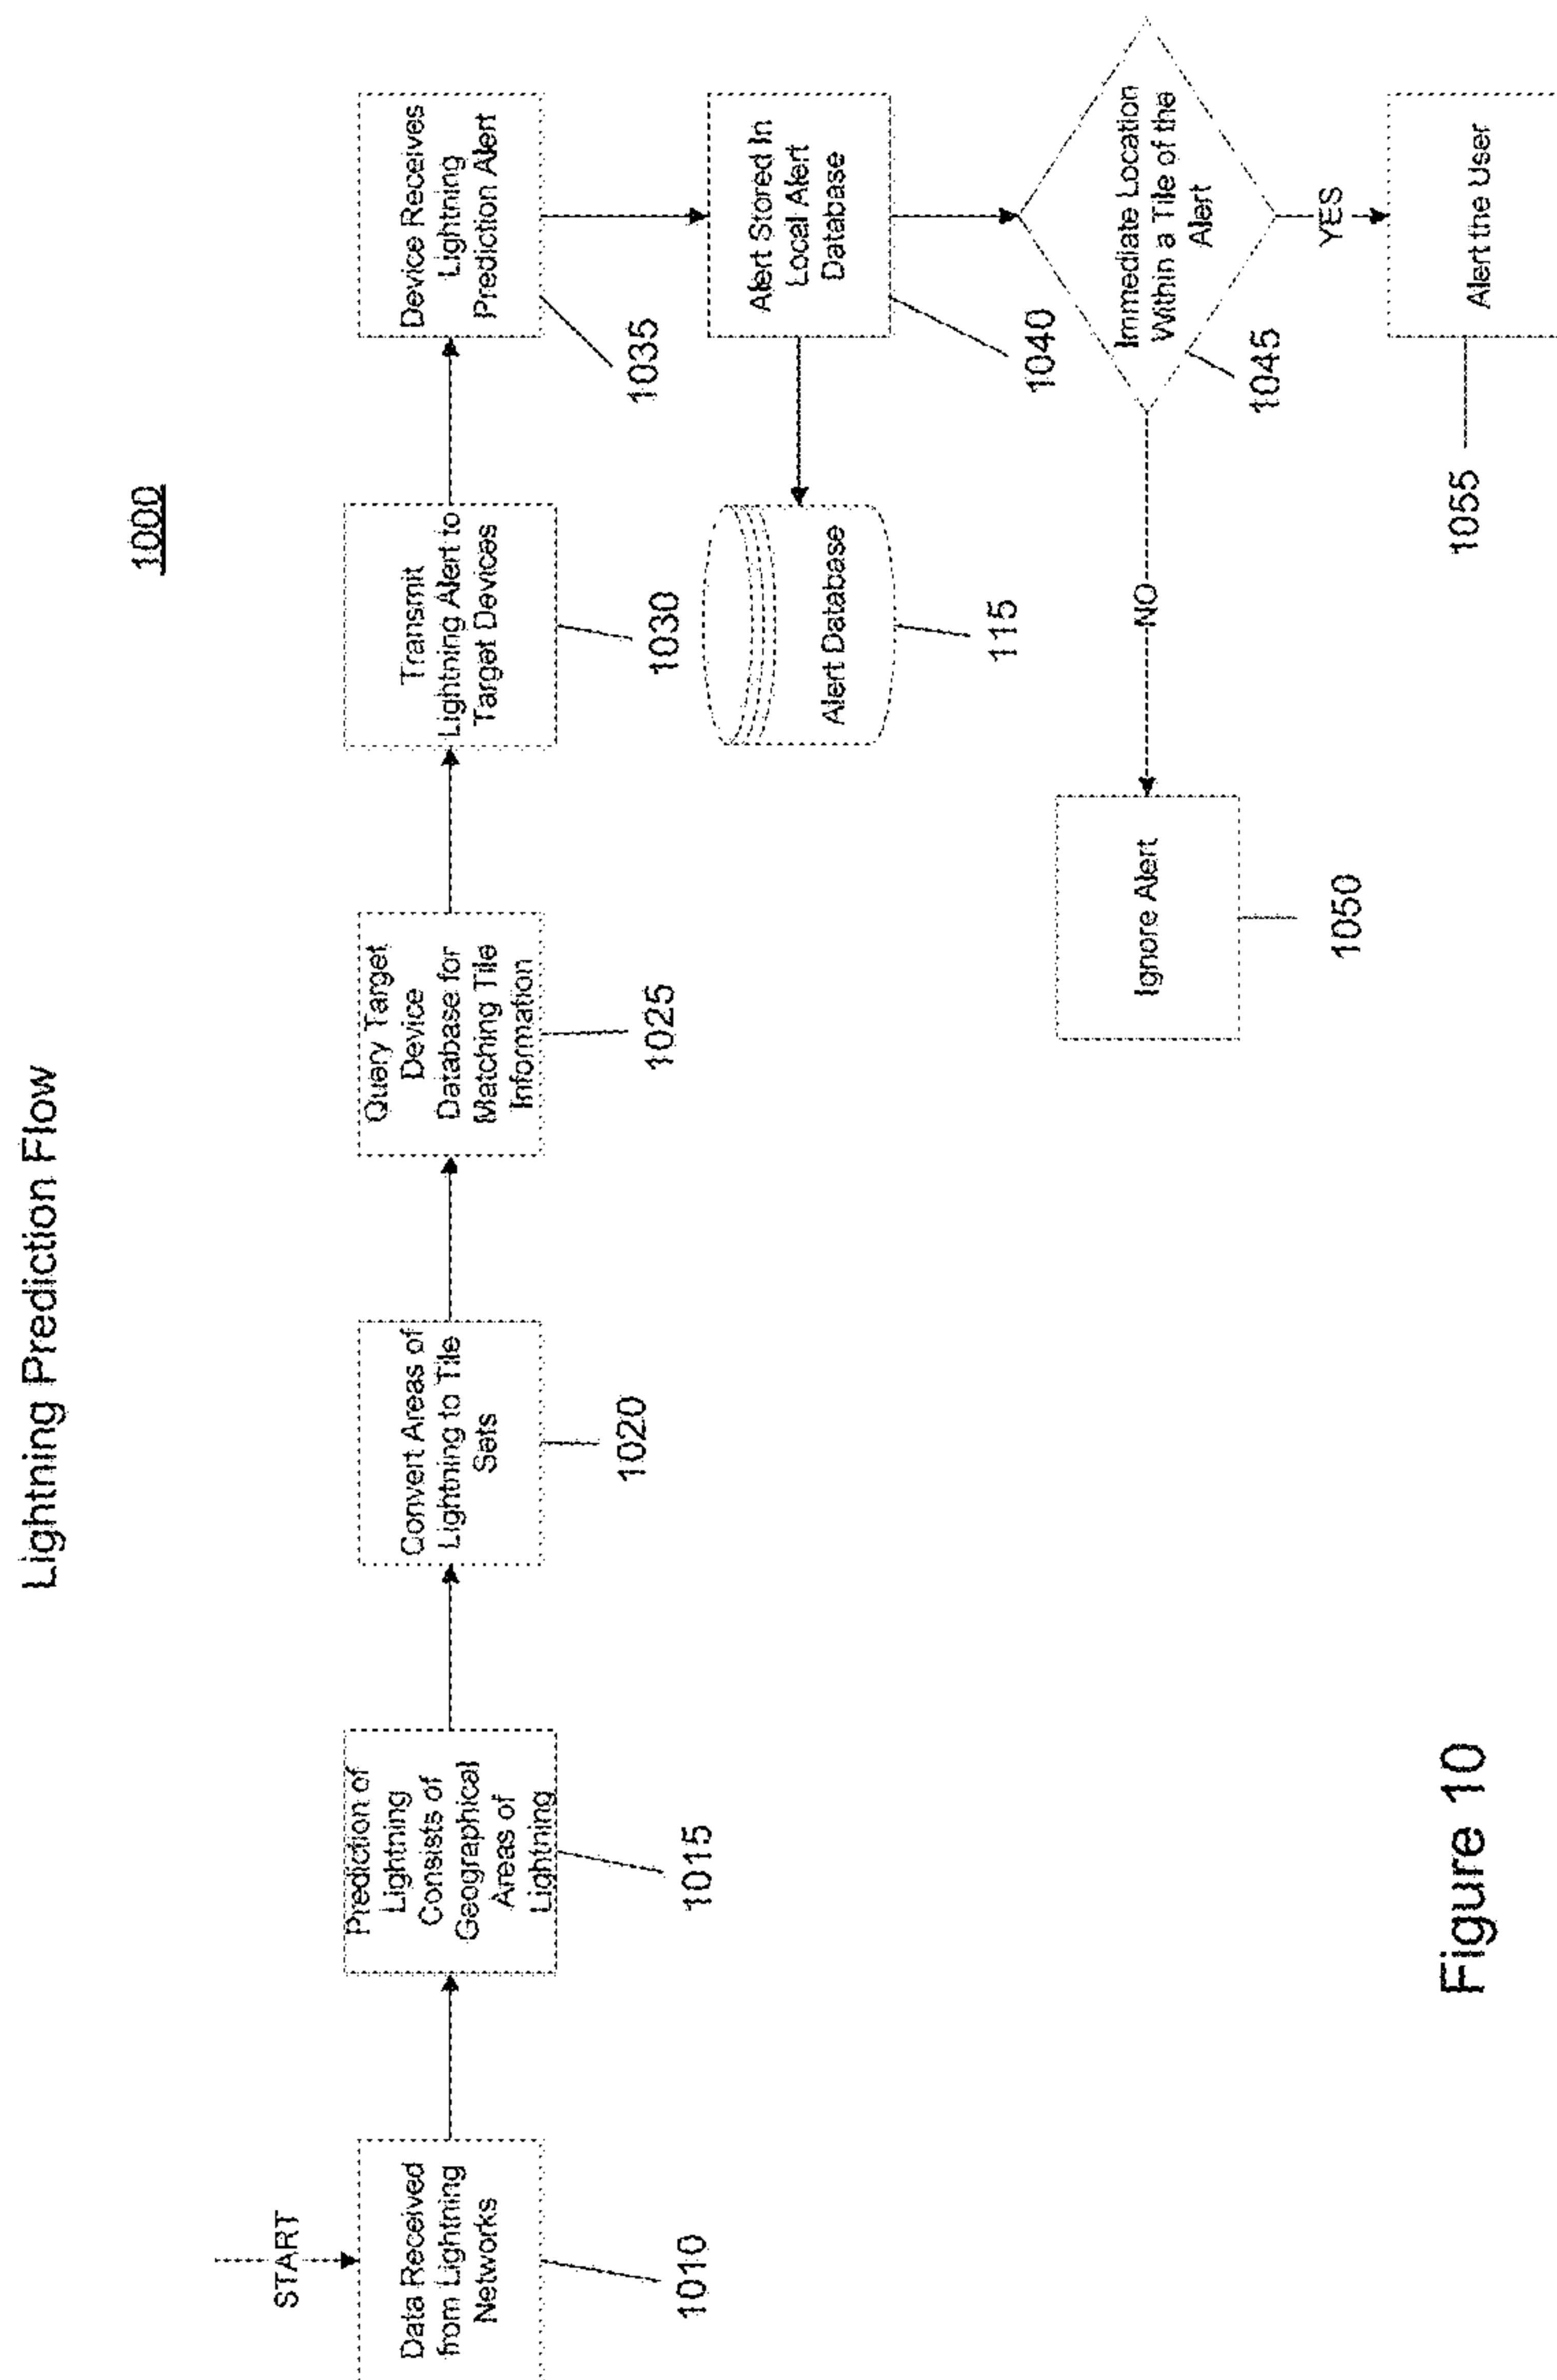 Lightning Prediction Flow
1000
START
Data Received
from Lightning
Networks
1010
Prediction of
Lightning
Consists of
Geographical
Areas of
Lightning
1015
Convert Areas of
Lightning to Tile
Sets
1020
Query Target
Device
Database for
Matching Tile
Information
1025
Transmit
Lightning Alert to
Target Devices
1030
Device Receives
Lightning
Prediction Alert
1035
Alert Stored In
Local Alert
Database
1040
Alert Database
115
Immediate Location
Within a Tile of the
Alert
1045
NO
Ignore Alert
1050
YES
Alert the User
1055
Figure 10